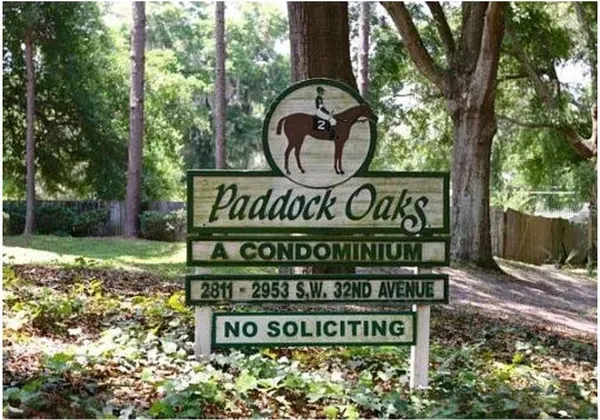 2
Paddock Oaks
A CONDOMINIUM
2811 - 2953 S.W. 32ND AVENUE
NO SOLICITING